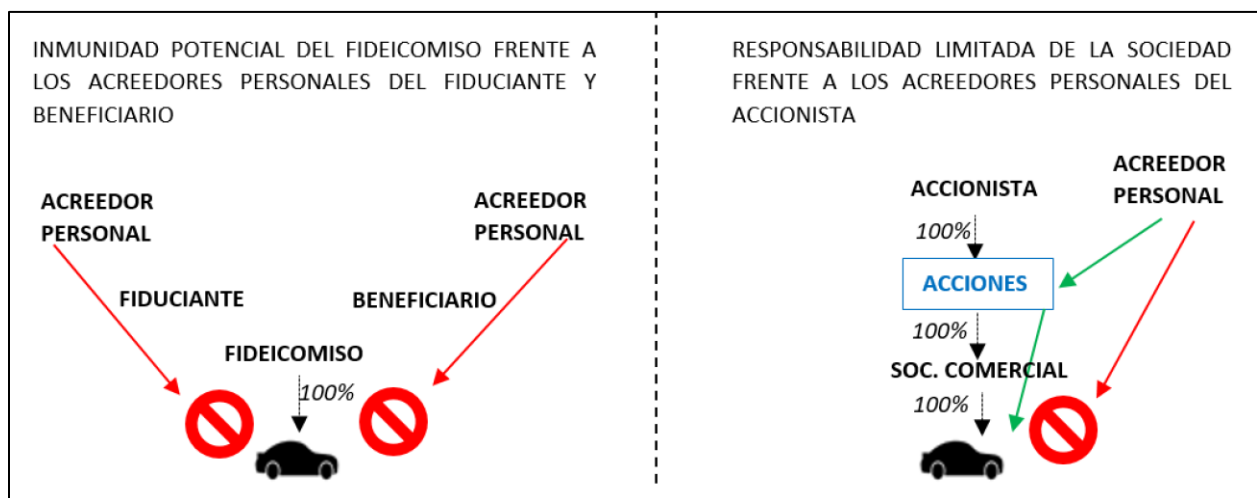 INMUNIDAD POTENCIAL DEL FIDEICOMISO FRENTE A
LOS ACREEDORES PERSONALES DEL FIDUCIANTE Y
BENEFICIARIO
ACREEDOR
PERSONAL
ACREEDOR
PERSONAL
FIDUCIANTE
BENEFICIARIO
FIDEICOMISO
100%
RESPONSABILIDAD LIMITADA DE LA SOCIEDAD
FRENTE A LOS ACREEDORES PERSONALES DEL
ACCIONISTA
ACREEDOR
PERSONAL
ACCIONISTA
100%
ACCIONES
100%
SOC. COMERCIAL
100%